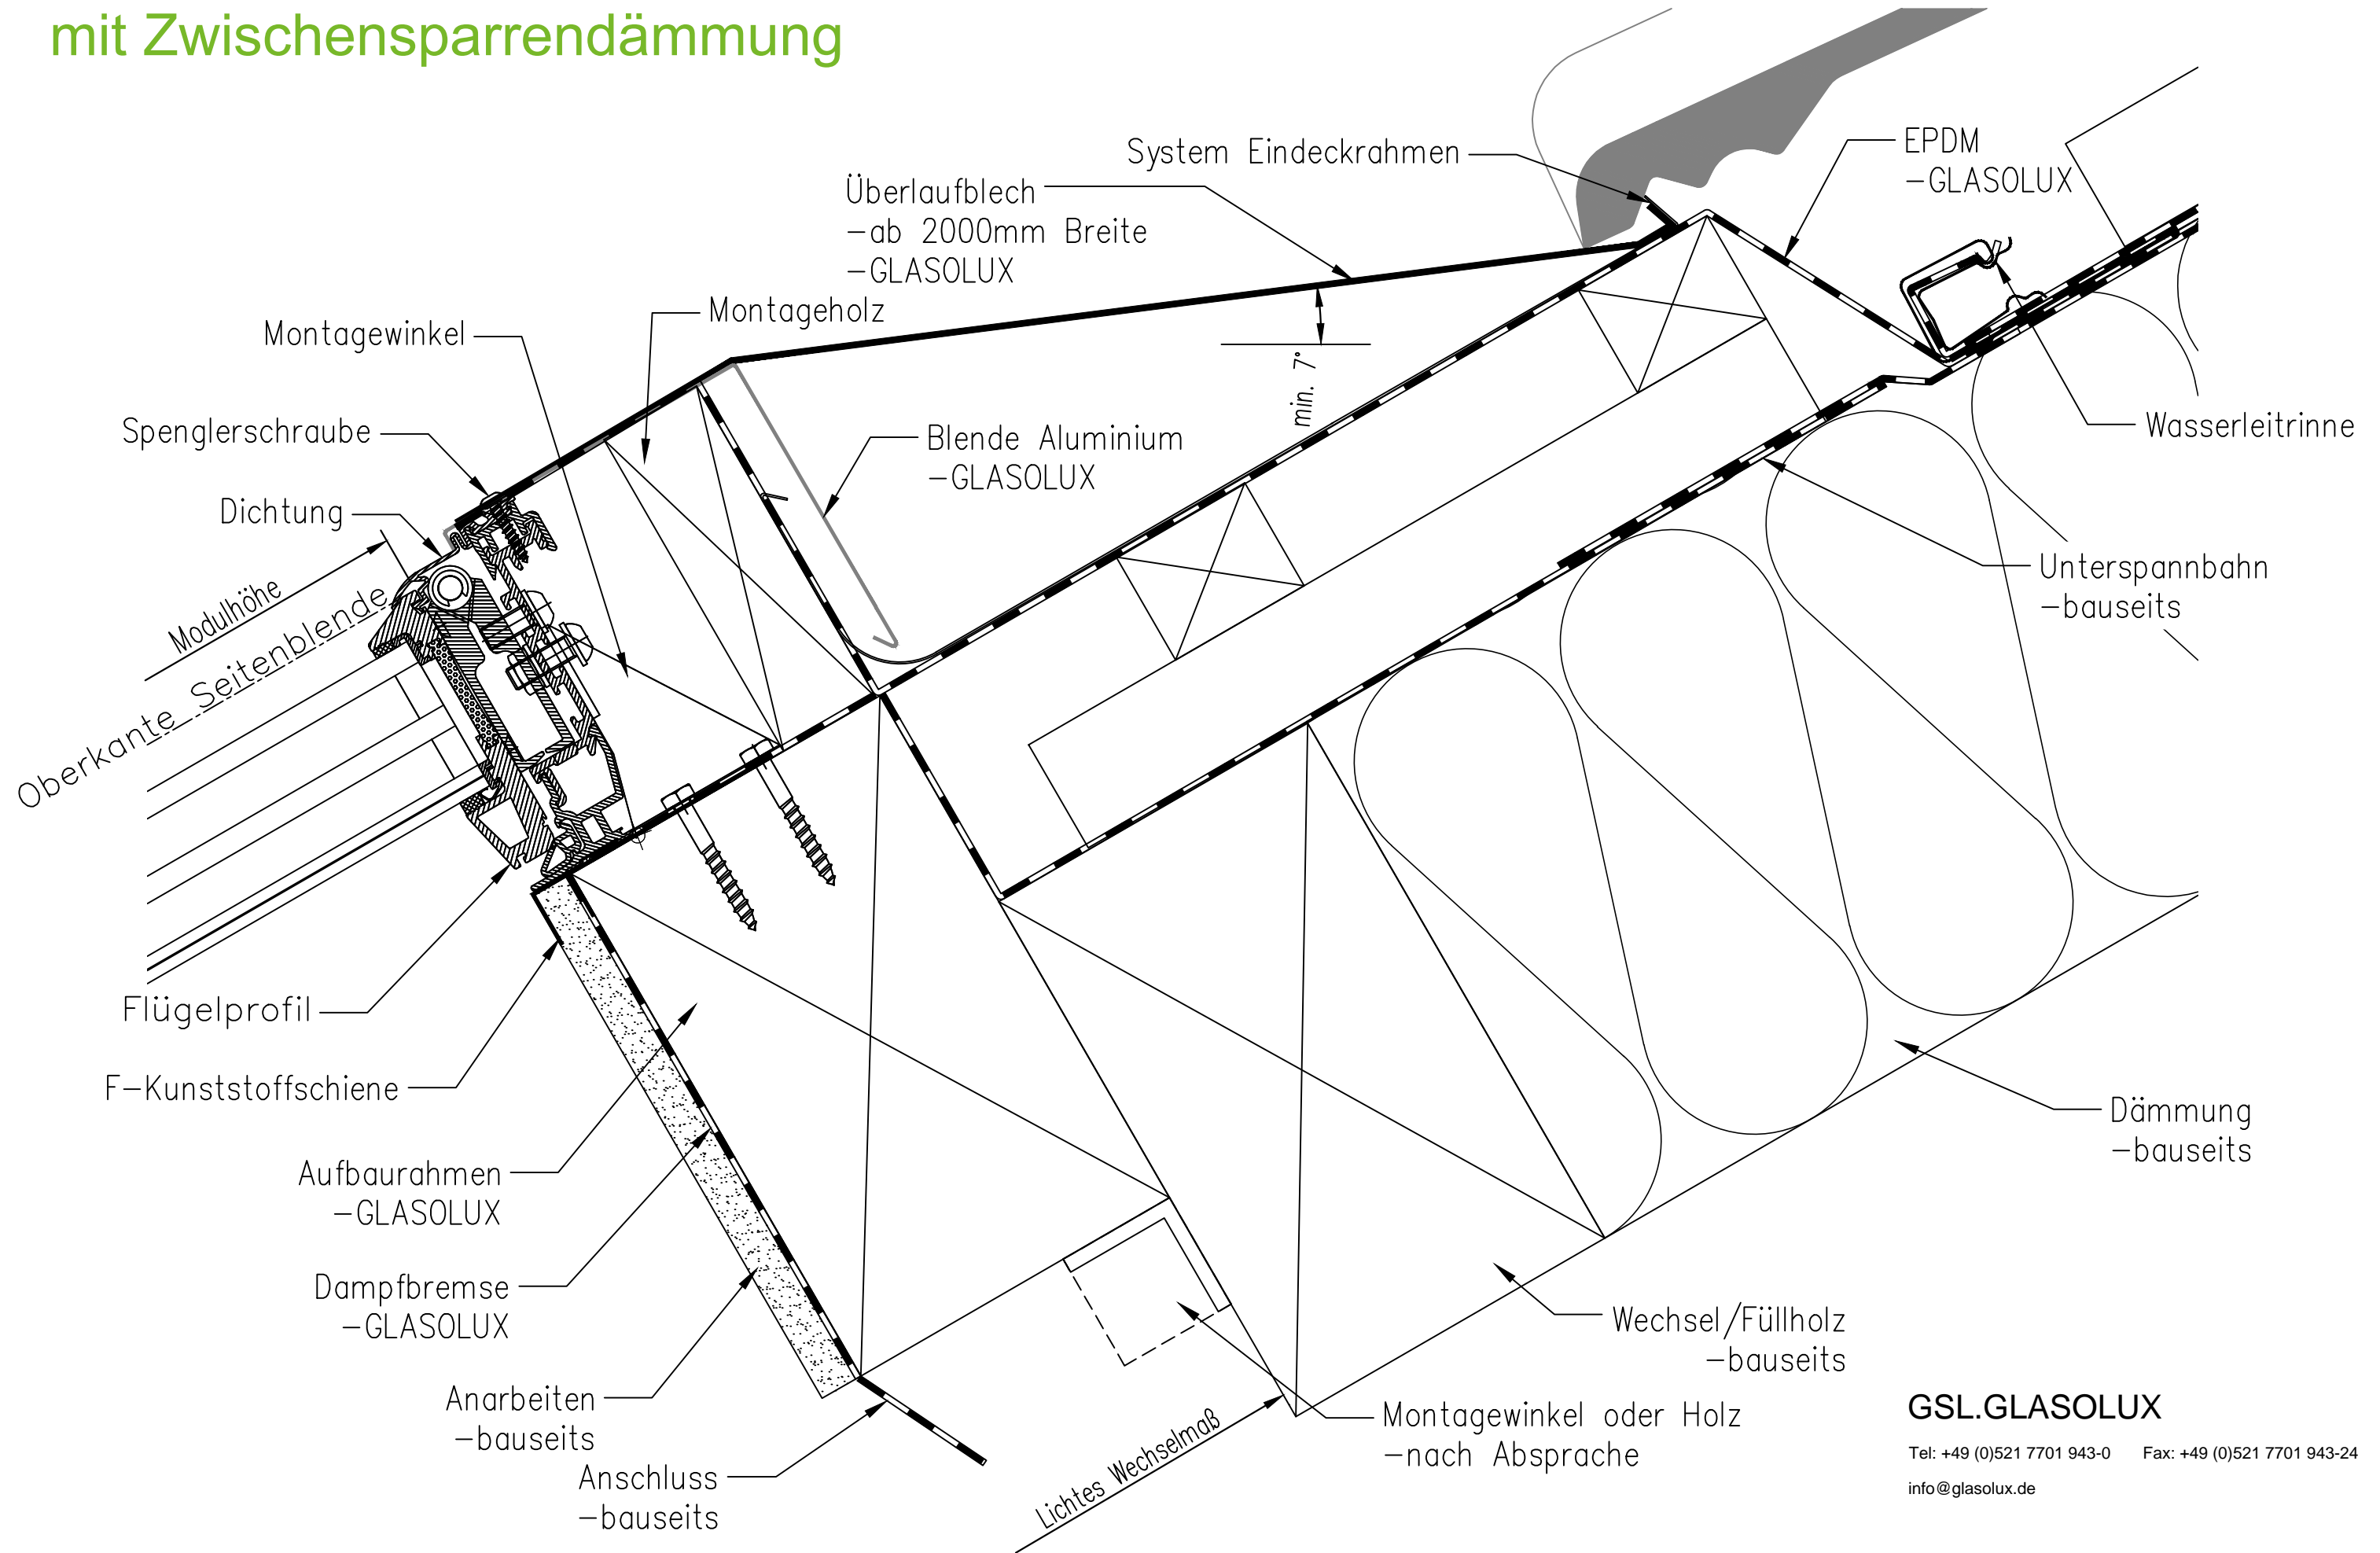 mit Zwischensparrendämmung
System Eindeckrahmen
EPDM
-GLASOLUX
Überlaufblech
-ab 2000mm Breite
-GLASOLUX
Montageholz
Montagewinkel
min. 7°
Spenglerschraube
Blende Aluminium
-GLASOLUX
Wasserleitrinne
Dichtung
Modulhöhe
Oberkante Seitenblende
Unterspannbahn
-bauseits
Flügelprofil
F-Kunststoffschiene
Dämmung
-bauseits
Aufbaurahmen
-GLASOLUX
Dampfbremse
-GLASOLUX
Wechsel/Füllholz
-bauseits
Anarbeiten
-bauseits
Montagewinkel oder Holz
-nach Absprache
Anschluss
-bauseits
Lichtes Wechselmaß
GSL.GLASOLUX
Tel: +49 (0)521 7701 943-0 Fax: +49 (0)521 7701 943-24
info@glasolux.de